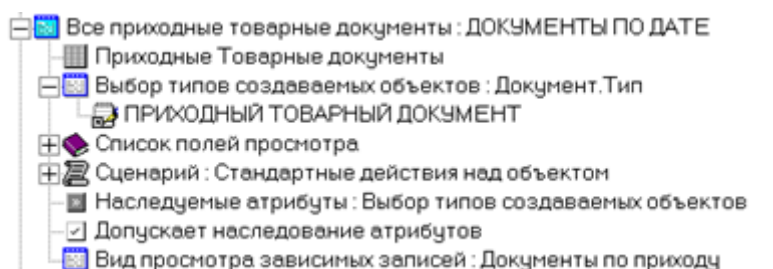 Все приходные товарные документы : ДОКУМЕНТЫ ПО ДАТЕ
Приходные Товарные документы
Выбор типов создаваемых объектов : Документ.Тип
ПРИХОДНЫЙ ТОВАРНЫЙ ДОКУМЕНТ
Список полей просмотра
Сценарий : Стандартные действия над объектом
Наследуемые атрибуты : Выбор типов создаваемых объектов
Допускает наследование атрибутов
Вид просмотра зависимых записей : Документы по приходу